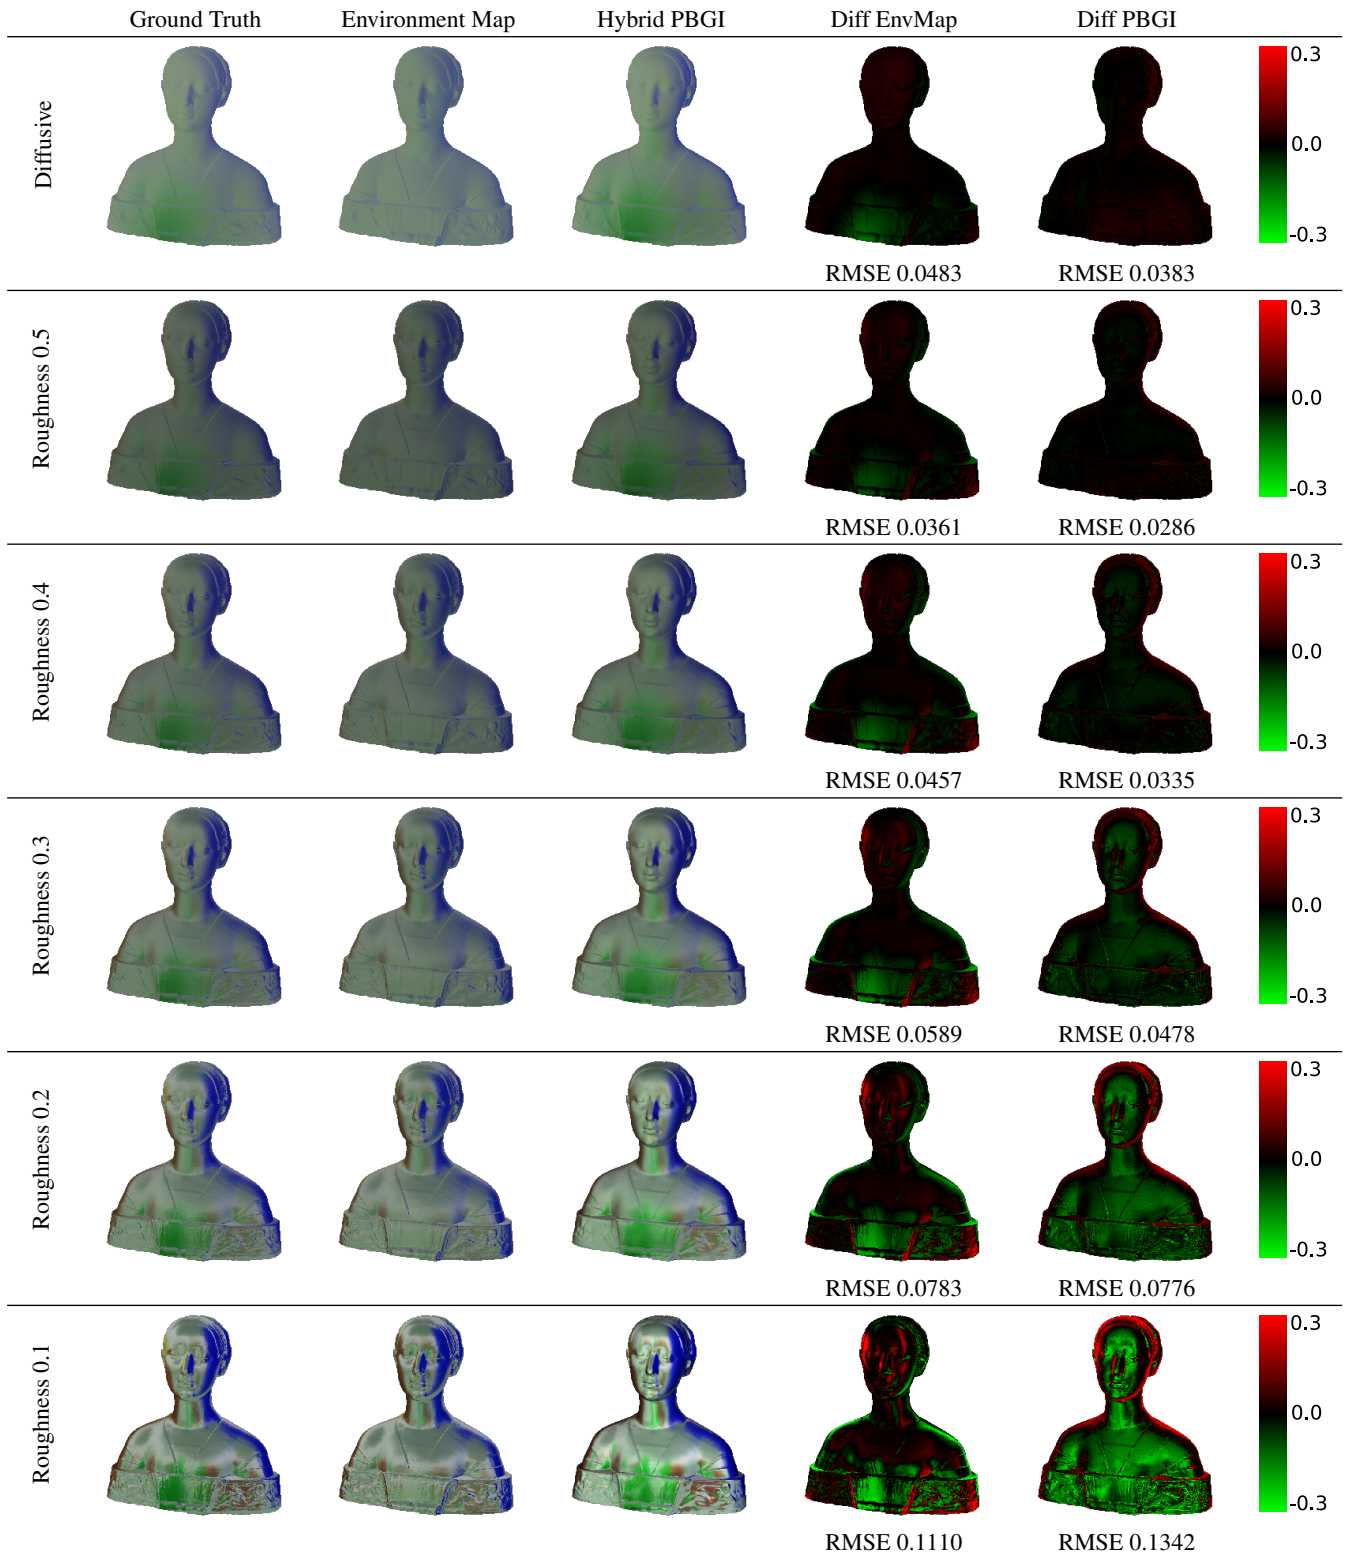 Ground Truth Environment Map Hybrid PBGI Diff EnvMap Diff PBGI
Diffusive
0.3
0.0
-0.3
RMSE 0.0483 RMSE 0.0383
Roughness 0.5
0.3
0.0
-0.3
RMSE 0.0361 RMSE 0.0286
Roughness 0.4
0.3
0.0
-0.3
RMSE 0.0457 RMSE 0.0335
Roughness 0.3
0.3
0.0
-0.3
RMSE 0.0589 RMSE 0.0478
Roughness 0.2
0.3
0.0
-0.3
RMSE 0.0783 RMSE 0.0776
Roughness 0.1
0.3
0.0
-0.3
RMSE 0.1110 RMSE 0.1342